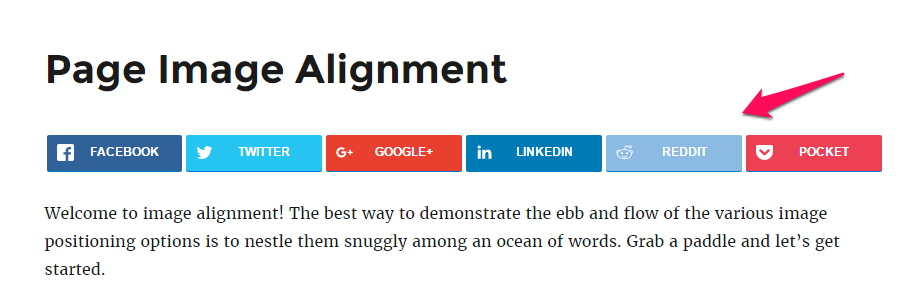 Page Image Alignment
FACEBOOK TWITTER GOOGLE+ LINKEDIN REDDIT POCKET
Welcome to image alignment! The best way to demonstrate the ebb and flow of the various image
positioning options is to nestle them snuggly among an ocean of words. Grab a paddle and let’s get
started.